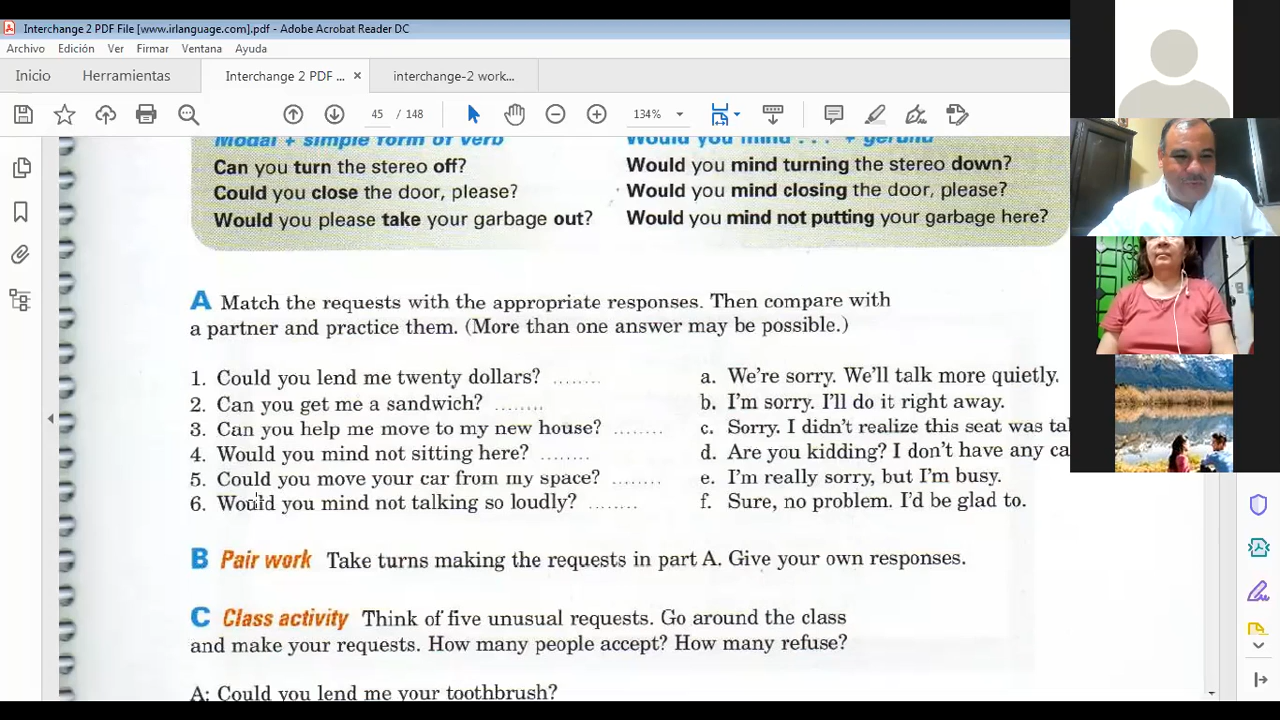 Interchange 2 PDF File [www.irlanguage.com].pdf - Adobe Acrobat Reader DC
Archivo Edición Ver Firmar Ventana Ayuda
Inicio Herramientas Interchange 2 PDF ... × interchange-2 work...
45 / 148 134%
Modal + simple form of verb
Would you mind . . . + gerund
Can you turn the stereo off?
Would you mind turning the stereo down?
Could you close the door, please?
Would you mind closing the door, please?
Would you please take your garbage out?
Would you mind not putting your garbage here?
A Match the requests with the appropriate responses. Then compare with
a partner and practice them. (More than one answer may be possible.)
1. Could you lend me twenty dollars? ........
2. Can you get me a sandwich? ........
3. Can you help me move to my new house? ........
4. Would you mind not sitting here? ........
5. Could you move your car from my space? ........
6. Would you mind not talking so loudly? ........
a. We're sorry. We'll talk more quietly.
b. I'm sorry. I'll do it right away.
c. Sorry. I didn't realize this seat was
d. Are you kidding? I don't have any
e. I'm really sorry, but I'm busy.
f. Sure, no problem. I'd be glad to.
B Pair work Take turns making the requests in part A. Give your own responses.
C Class activity Think of five unusual requests. Go around the class
and make your requests. How many people accept? How many refuse?
A: Could you lend me your toothbrush?